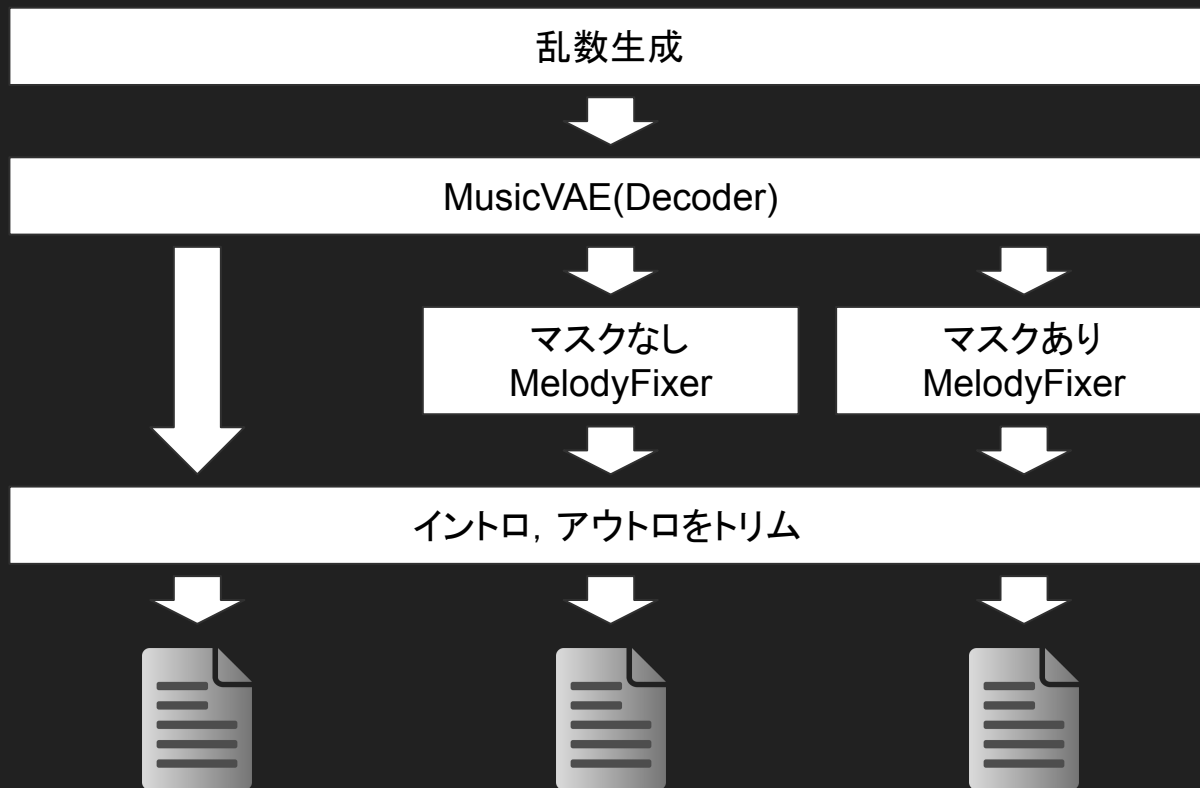 乱数生成
MusicVAE(Decoder)
マスクなし
MelodyFixer
マスクあり
MelodyFixer
イントロ，アウトロをトリム